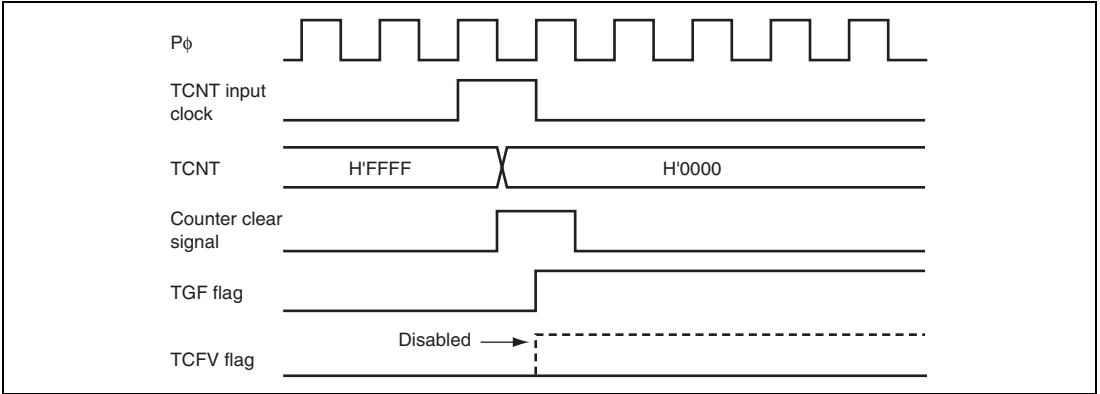 Pφ
TCNT input
clock
TCNT
H'FFFF
H'0000
Counter clear
signal
TGF flag
Disabled
TCFV flag